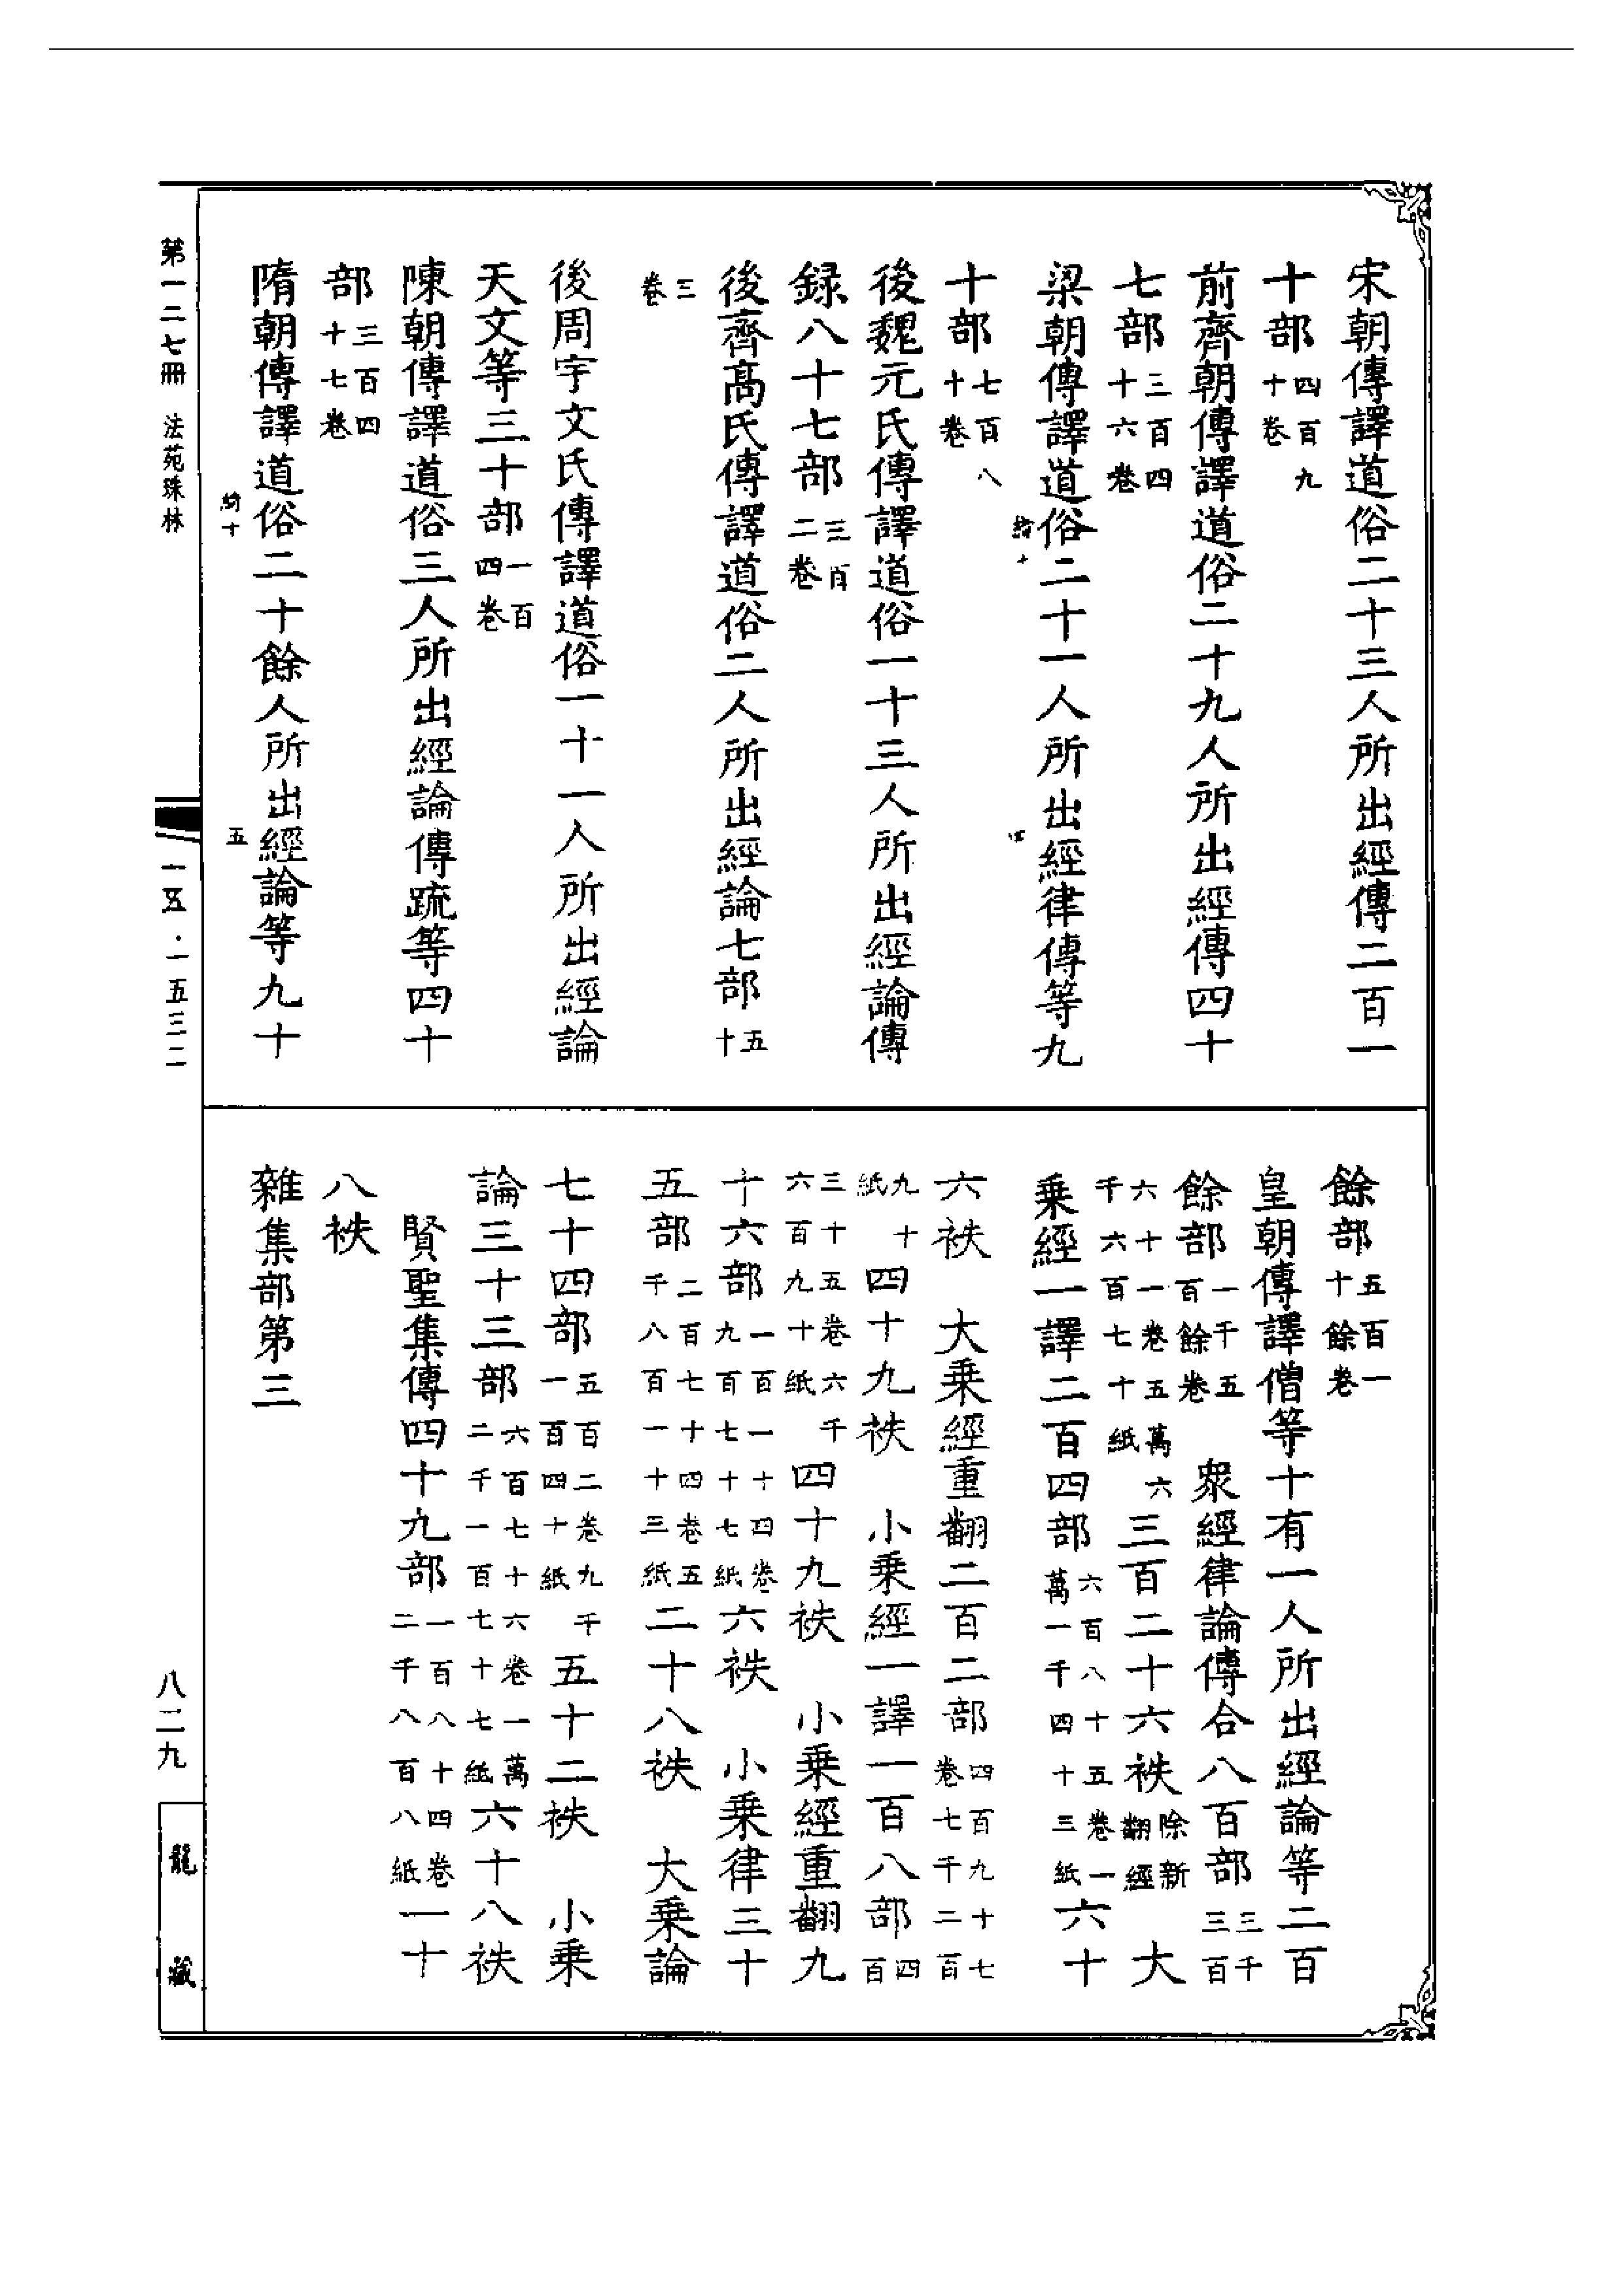 宋朝傳譯道俗二十三人所出經傳二百一
十部四百九十卷
前齊朝傳譯道俗二十九人所出經傳四十
七部三百四十六卷
梁朝傳譯道俗二十一人所出經律傳等九
十部七百八十卷
後魏元氏傳譯道俗一十三人所出經論傳
録八十七部三百二卷
後齊髙氏傳譯道俗二人所出經論七部五十
三卷
後周宇文氏傳譯道俗一十一人所出經論
天文等三十部一百四卷
陳朝傳譯道俗三人所出經論傳䟽等四十
部三百四十七卷
隋朝傳譯道俗二十餘人所出經論等九十
五
餘部五百一十餘卷
皇朝傳譯僧等十有一人所出經論等二百
餘部一千五百餘卷 衆經律論傳合八百部三千三百
六十一卷五萬六千六百七十紙三百二十六袟除新翻經 大
乗經一譯二百四部六百八十五卷一萬一千四十三紙六十
六袟 大乗經重翻二百二部四百九十七卷七千二百
九十紙四十九袟 小乗經一譯一百八部四百
三十五卷六千六百九十紙四十九袟 小乗經重翻九
十六部一百一十四卷九百七十七紙六袟 小乗律三十
五部二百七十四卷五千八百一十三紙二十八袟 大乗論
七十四部五百二卷九千一百四十紙五十二袟 小乗
論三十三部六百七十六卷一萬二千一百七十七紙六十八袟
賢聖集傳四十九部一百八十四卷二千八百八紙一十
八袟
雜集部第三
第一二七冊 法苑珠林
一五·一五三二
八二九
龍藏